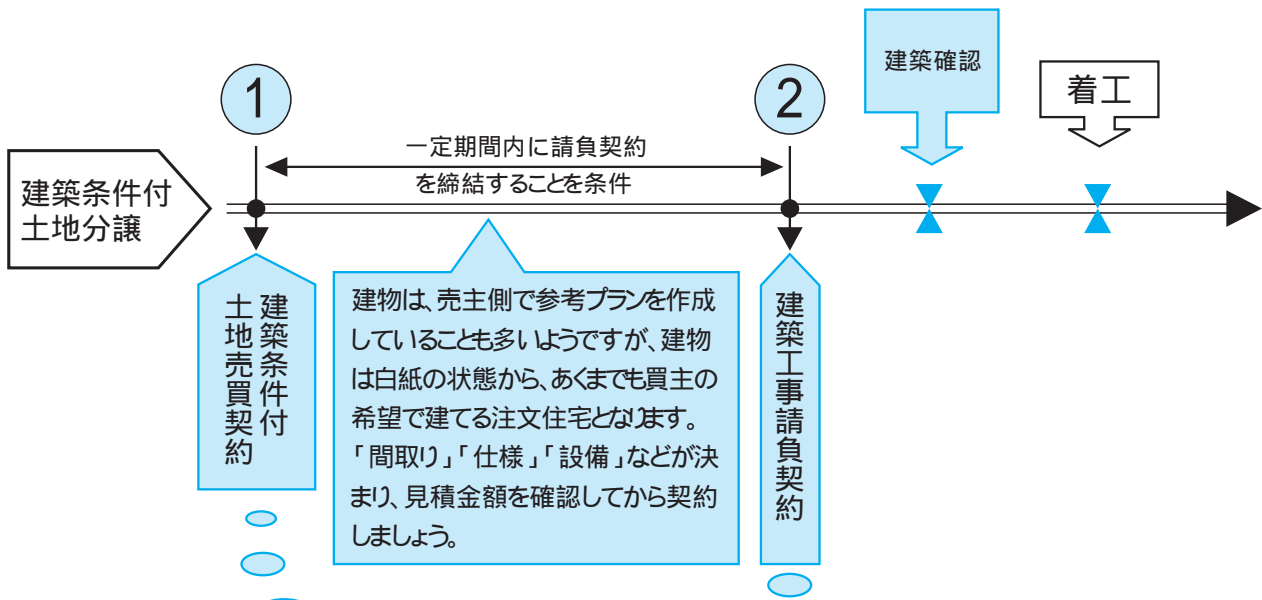 建築条件付
土地分譲
1
一定期間内に請負契約
を締結することを条件
2
建築確認
着工
建築条件付
土地売買契約
建物は、売主側で参考プランを作成
していることも多いようですが、建物
は白紙の状態から、あくまでも買主の
希望で建てる注文住宅となります。
「間取り」「仕様」「設備」などが決
まり、見積金額を確認してから契約
しましょう。
建築工事請負契約